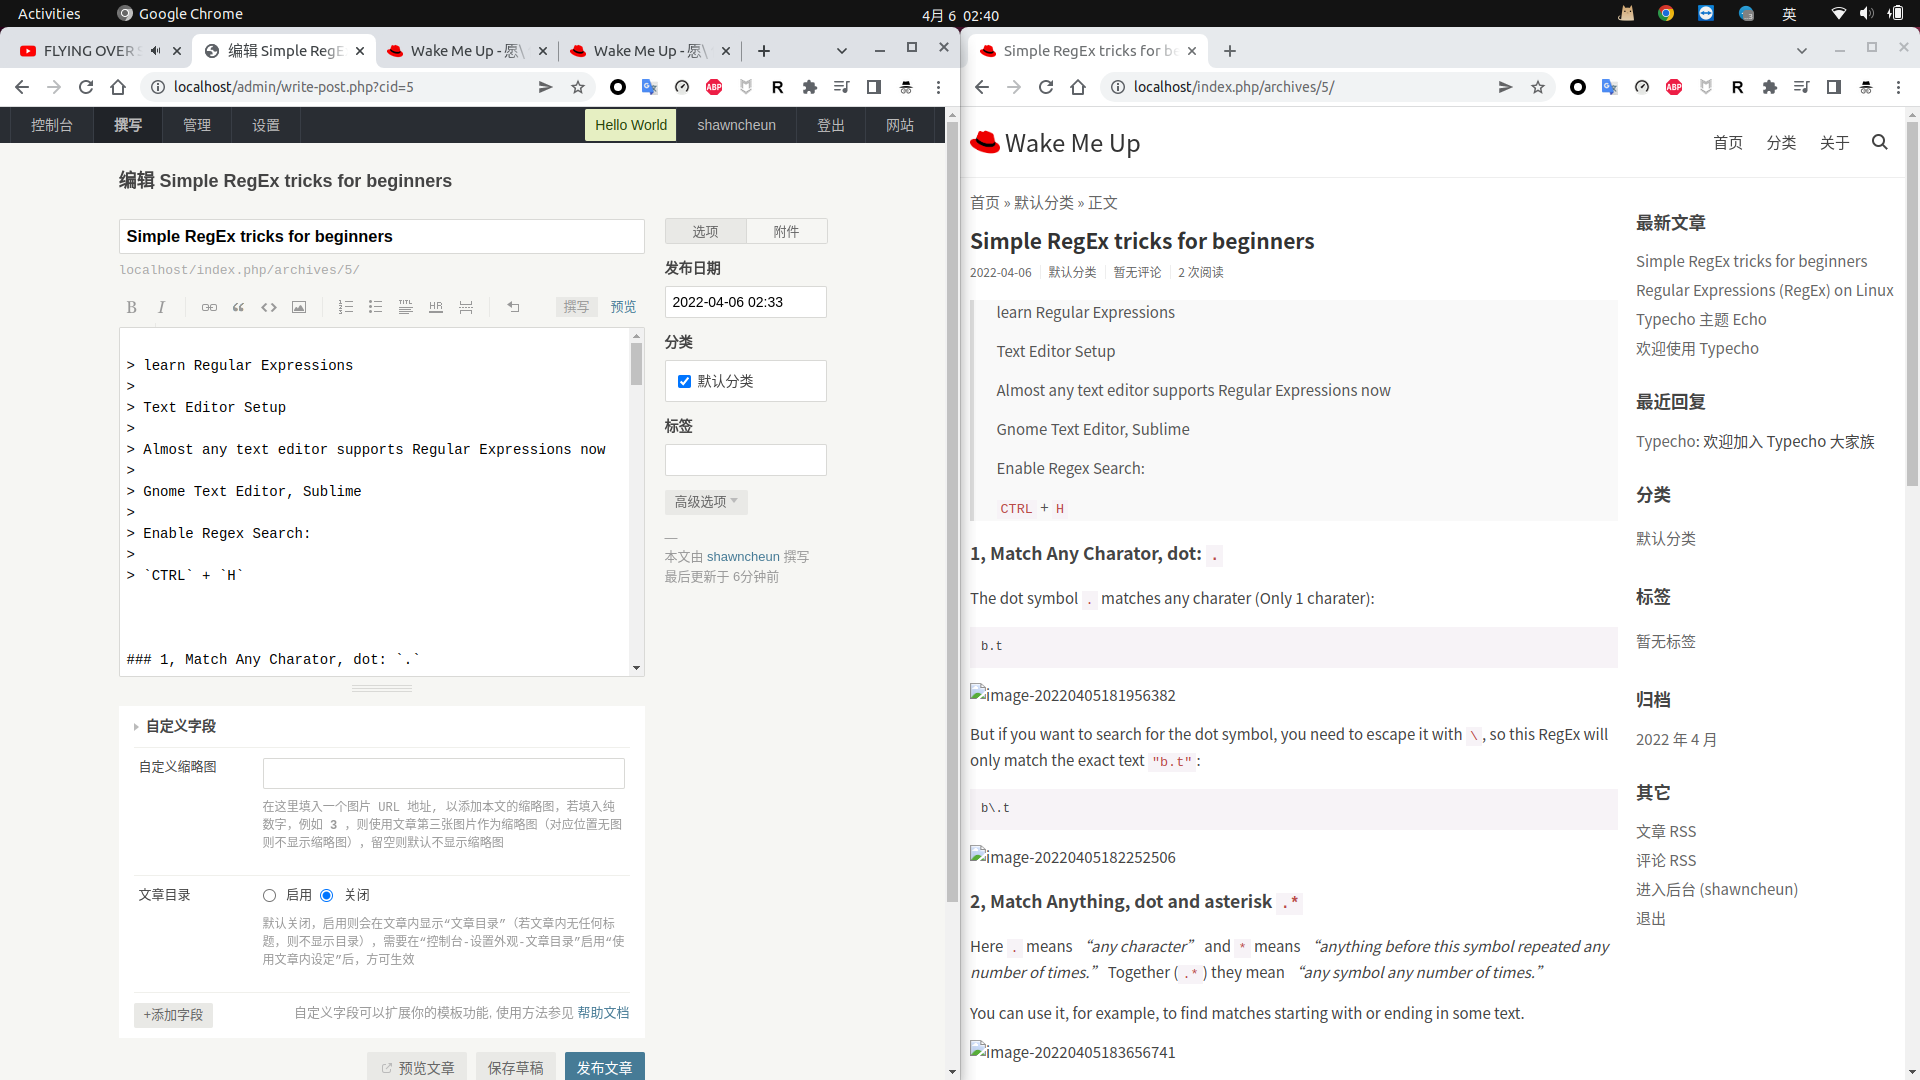 Activities
Google Chrome
4月 6 02:40
英
FLYING OVER
编辑 Simple RegE
Wake Me Up - 愿\
Wake Me Up - 愿\
localhost/admin/write-post.php?cid=5
ABP
R
控制台
撰写
管理
设置
Hello World
shawncheun
登出
网站
编辑 Simple RegEx tricks for beginners
Simple RegEx tricks for beginners
localhost/index.php/archives/5/
B
I
TITL
HR
撰写
预览
> learn Regular Expressions
>
> Text Editor Setup
>
> Almost any text editor supports Regular Expressions now
>
> Gnome Text Editor, Sublime
>
> Enable Regex Search:
>
> `CTRL` + `H`
### 1, Match Any Charator, dot: `.`
选项
附件
发布日期
2022-04-06 02:33
分类
默认分类
标签
高级选项
—
本文由 shawncheun 撰写
最后更新于 6分钟前
自定义字段
自定义缩略图
在这里填入一个图片 URL 地址, 以添加本文的缩略图，若填入纯
数字，例如 3 ，则使用文章第三张图片作为缩略图（对应位置无图
则不显示缩略图），留空则默认不显示缩略图
文章目录
启用
关闭
默认关闭，启用则会在文章内显示“文章目录”（若文章内无任何标
题，则不显示目录），需要在“控制台-设置外观-文章目录”启用“使
用文章内设定”后，方可生效
+添加字段
自定义字段可以扩展你的模板功能, 使用方法参见 帮助文档
预览文章
保存草稿
发布文章
Simple RegEx tricks for be
localhost/index.php/archives/5/
ABP
R
Wake Me Up
首页
分类
关于
首页 » 默认分类 » 正文
Simple RegEx tricks for beginners
2022-04-06
默认分类
暂无评论
2 次阅读
learn Regular Expressions
Text Editor Setup
Almost any text editor supports Regular Expressions now
Gnome Text Editor, Sublime
Enable Regex Search:
CTRL + H
1, Match Any Charator, dot: .
The dot symbol . matches any charater (Only 1 charater):
b.t
image-20220405181956382
But if you want to search for the dot symbol, you need to escape it with \ , so this RegEx will
only match the exact text "b.t" :
b\.t
image-20220405182252506
2, Match Anything, dot and asterisk .*
Here . means “any character” and * means “anything before this symbol repeated any
number of times.” Together ( .* ) they mean “any symbol any number of times.”
You can use it, for example, to find matches starting with or ending in some text.
image-20220405183656741
最新文章
Simple RegEx tricks for beginners
Regular Expressions (RegEx) on Linux
Typecho 主题 Echo
欢迎使用 Typecho
最近回复
Typecho: 欢迎加入 Typecho 大家族
分类
默认分类
标签
暂无标签
归档
2022 年 4 月
其它
文章 RSS
评论 RSS
进入后台 (shawncheun)
退出